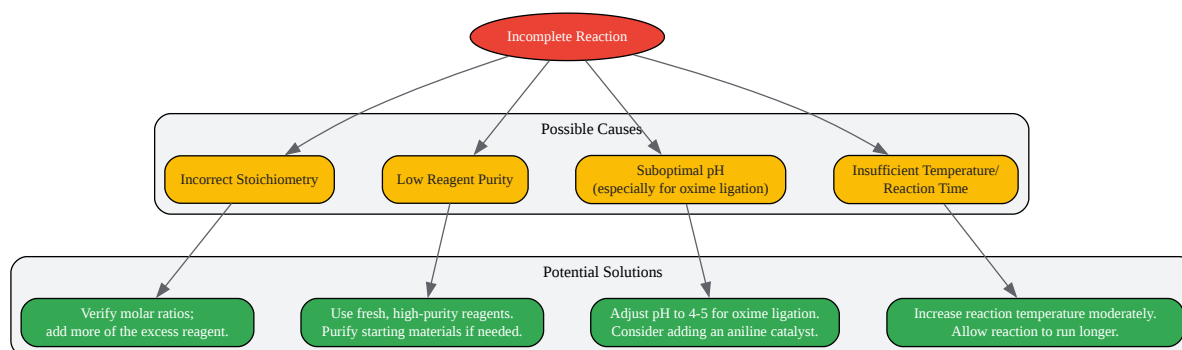 Incomplete Reaction
Possible Causes
Incorrect Stoichiometry
Low Reagent Purity
Suboptimal pH
(especially for oxime ligation)
Insufficient Temperature/
Reaction Time
Potential Solutions
Verify molar ratios;
add more of the excess reagent.
Use fresh, high-purity reagents.
Purify starting materials if needed.
Adjust pH to 4-5 for oxime ligation.
Consider adding an aniline catalyst.
Increase reaction temperature moderately.
Allow reaction to run longer.